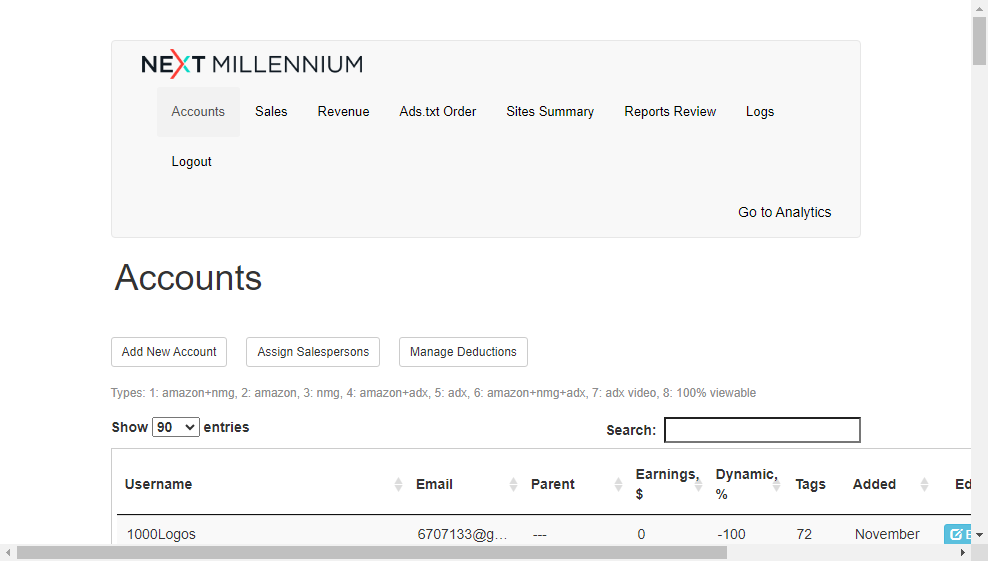 NEXT MILLENNIUM
Accounts Sales Revenue Ads.txt Order Sites Summary Reports Review Logs
Logout
Go to Analytics
Accounts
Add New Account Assign Salespersons Manage Deductions
Types: 1: amazon+nmg, 2: amazon, 3: nmg, 4: amazon+adx, 5: adx, 6: amazon+nmg+adx, 7: adx video, 8: 100% viewable
Show 90 entries Search:
Username Email Parent Earnings, $ Dynamic, % Tags Added Ed
1000Logos 6707133@g… --- 0 -100 72 November E